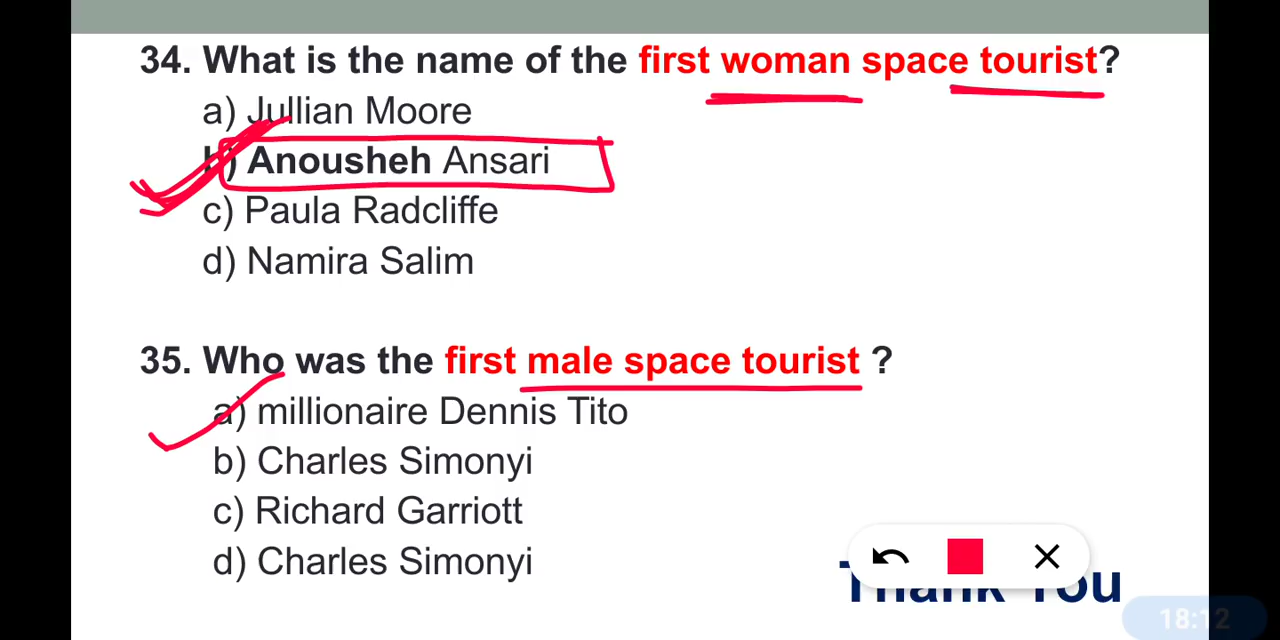 34. What is the name of the first woman space tourist?
a) Jullian Moore
b) Anousheh Ansari
c) Paula Radcliffe
d) Namira Salim
35. Who was the first male space tourist ?
a) millionaire Dennis Tito
b) Charles Simonyi
c) Richard Garriott
d) Charles Simonyi
Thank You
18:12